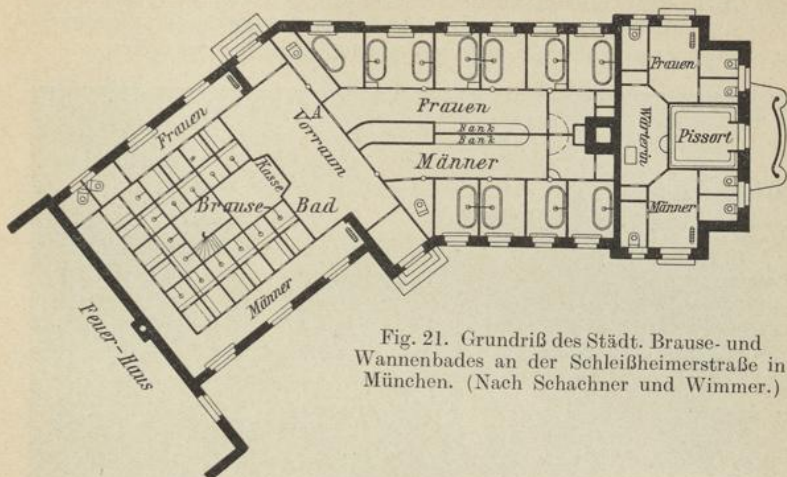 Frauen
Frauen
Frauen
A
Vorraum
Bank
Bank
Wärterin
Pissort
Männer
Kasse
Brause-Bad
Männer
Männer
Feuer-Haus
Fig. 21. Grundriß des Städt. Brause- und
Wannenbades an der Schleißheimerstraße in
München. (Nach Schachner und Wimmer.)